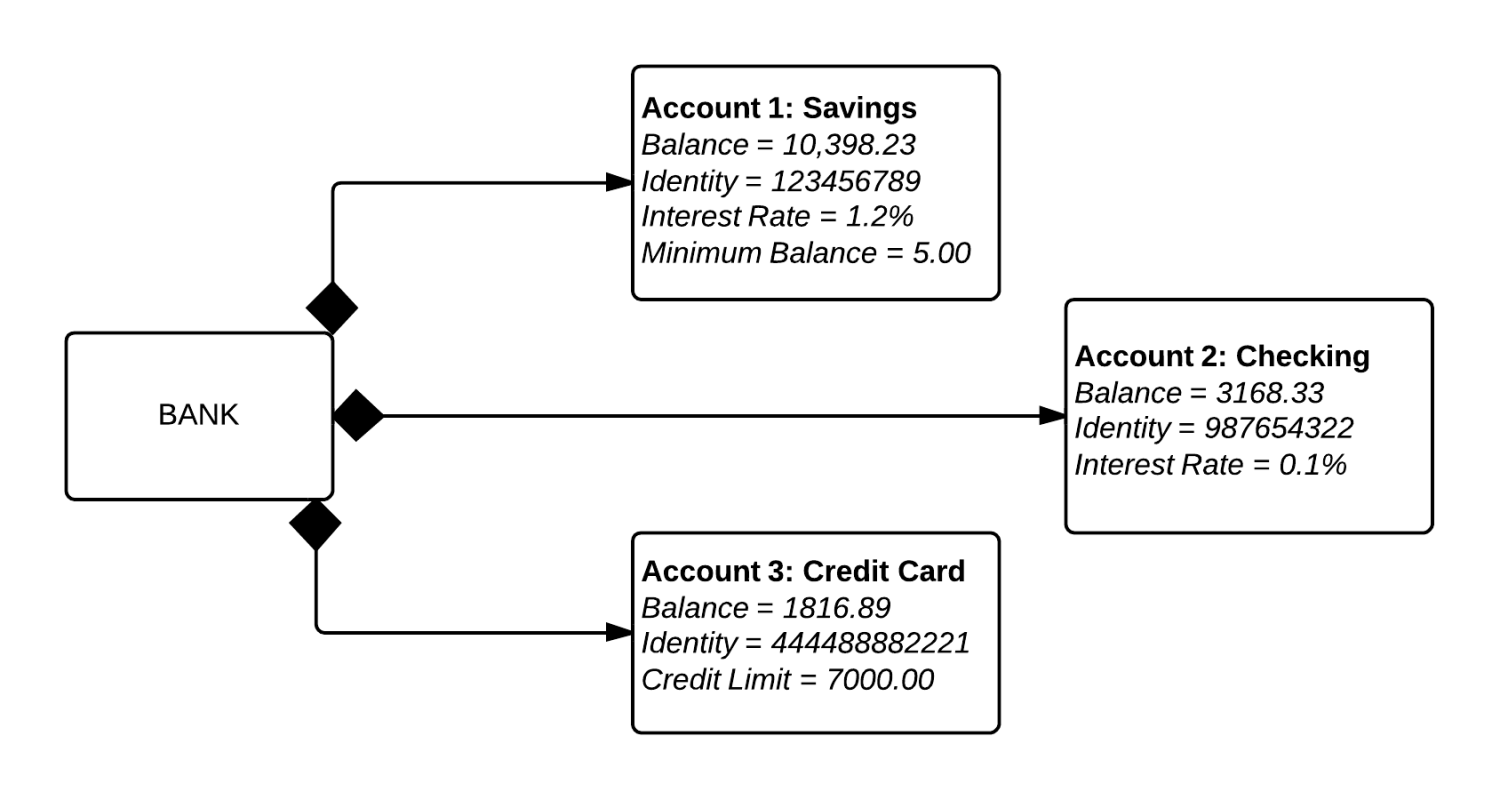 Account 1: Savings
Balance = 10,398.23
Identity = 123456789
Interest Rate = 1.2%
Minimum Balance = 5.00
BANK
Account 2: Checking
Balance = 3168.33
Identity = 987654322
Interest Rate = 0.1%
Account 3: Credit Card
Balance = 1816.89
Identity = 444488882221
Credit Limit = 7000.00